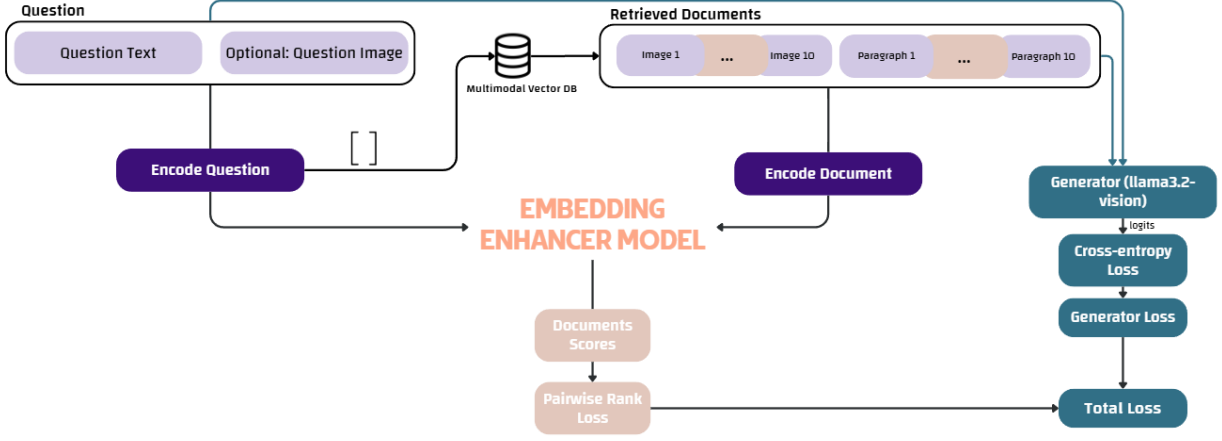 Question
Question Text
Optional: Question Image
Multimodal Vector DB
Retrieved Documents
Image 1
...
Image 10
Paragraph 1
...
Paragraph 10
Encode Question
[ ]
Encode Document
EMBEDDING
ENHANCER MODEL
Documents
Scores
Pairwise Rank
Loss
Generator (llama3.2-
vision)
logits
Cross-entropy
Loss
Generator Loss
Total Loss